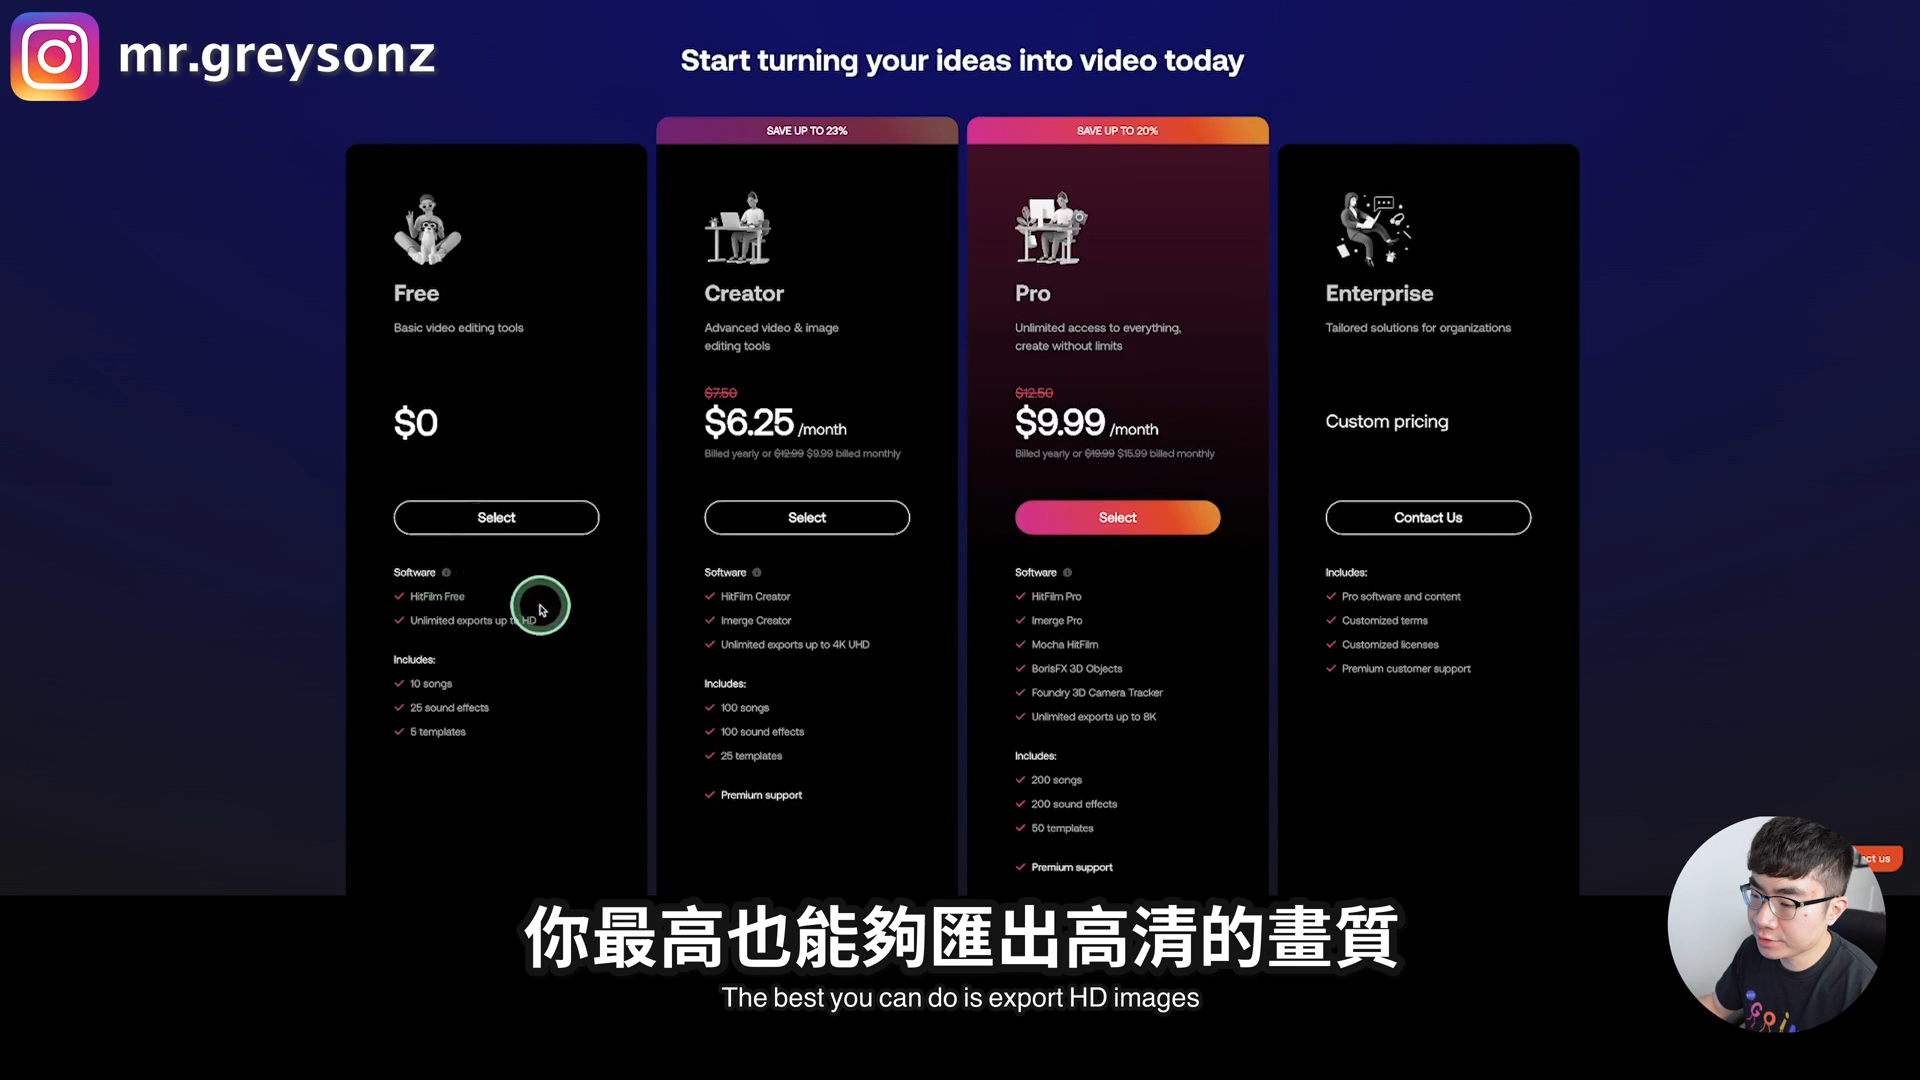 mr.greysonz
Start turning your ideas into video today
Free
Basic video editing tools
$0
Select
Software
HitFilm Free
Unlimited exports up to HD
Includes:
10 songs
25 sound effects
5 templates
SAVE UP TO 23%
Creator
Advanced video & image
editing tools
$7.50
$6.25 /month
Billed yearly or $12.99 $9.99 billed monthly
Select
Software
HitFilm Creator
Imerge Creator
Unlimited exports up to 4K UHD
Includes:
100 songs
100 sound effects
25 templates
Premium support
SAVE UP TO 20%
Pro
Unlimited access to everything,
create without limits
$12.50
$9.99 /month
Billed yearly or $19.99 $15.99 billed monthly
Select
Software
HitFilm Pro
Imerge Pro
Mocha HitFilm
BorisFX 3D Objects
Foundry 3D Camera Tracker
Unlimited exports up to 8K
Includes:
200 songs
200 sound effects
50 templates
Premium support
Enterprise
Tailored solutions for organizations
Custom pricing
Contact Us
Includes:
Pro software and content
Customized terms
Customized licenses
Premium customer support
你最高也能夠匯出高清的畫質
The best you can do is export HD images